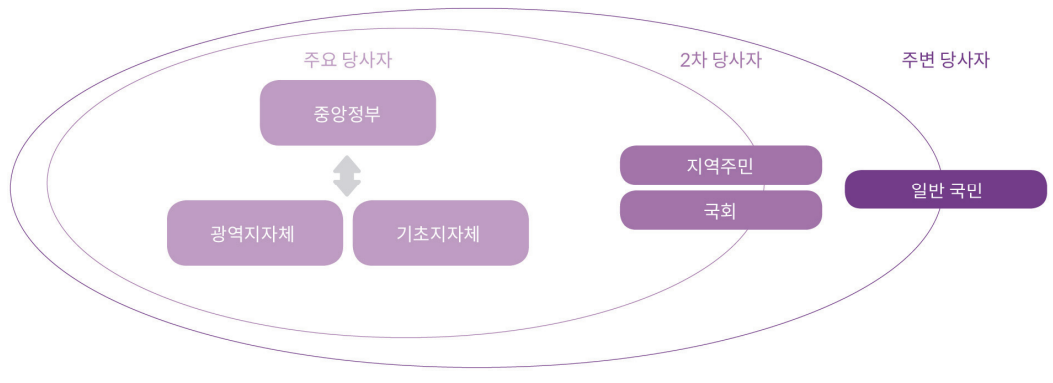 주요 당사자
2차 당사자
주변 당사자
중앙정부
지역주민
일반 국민
국회
광역지자체
기초지자체